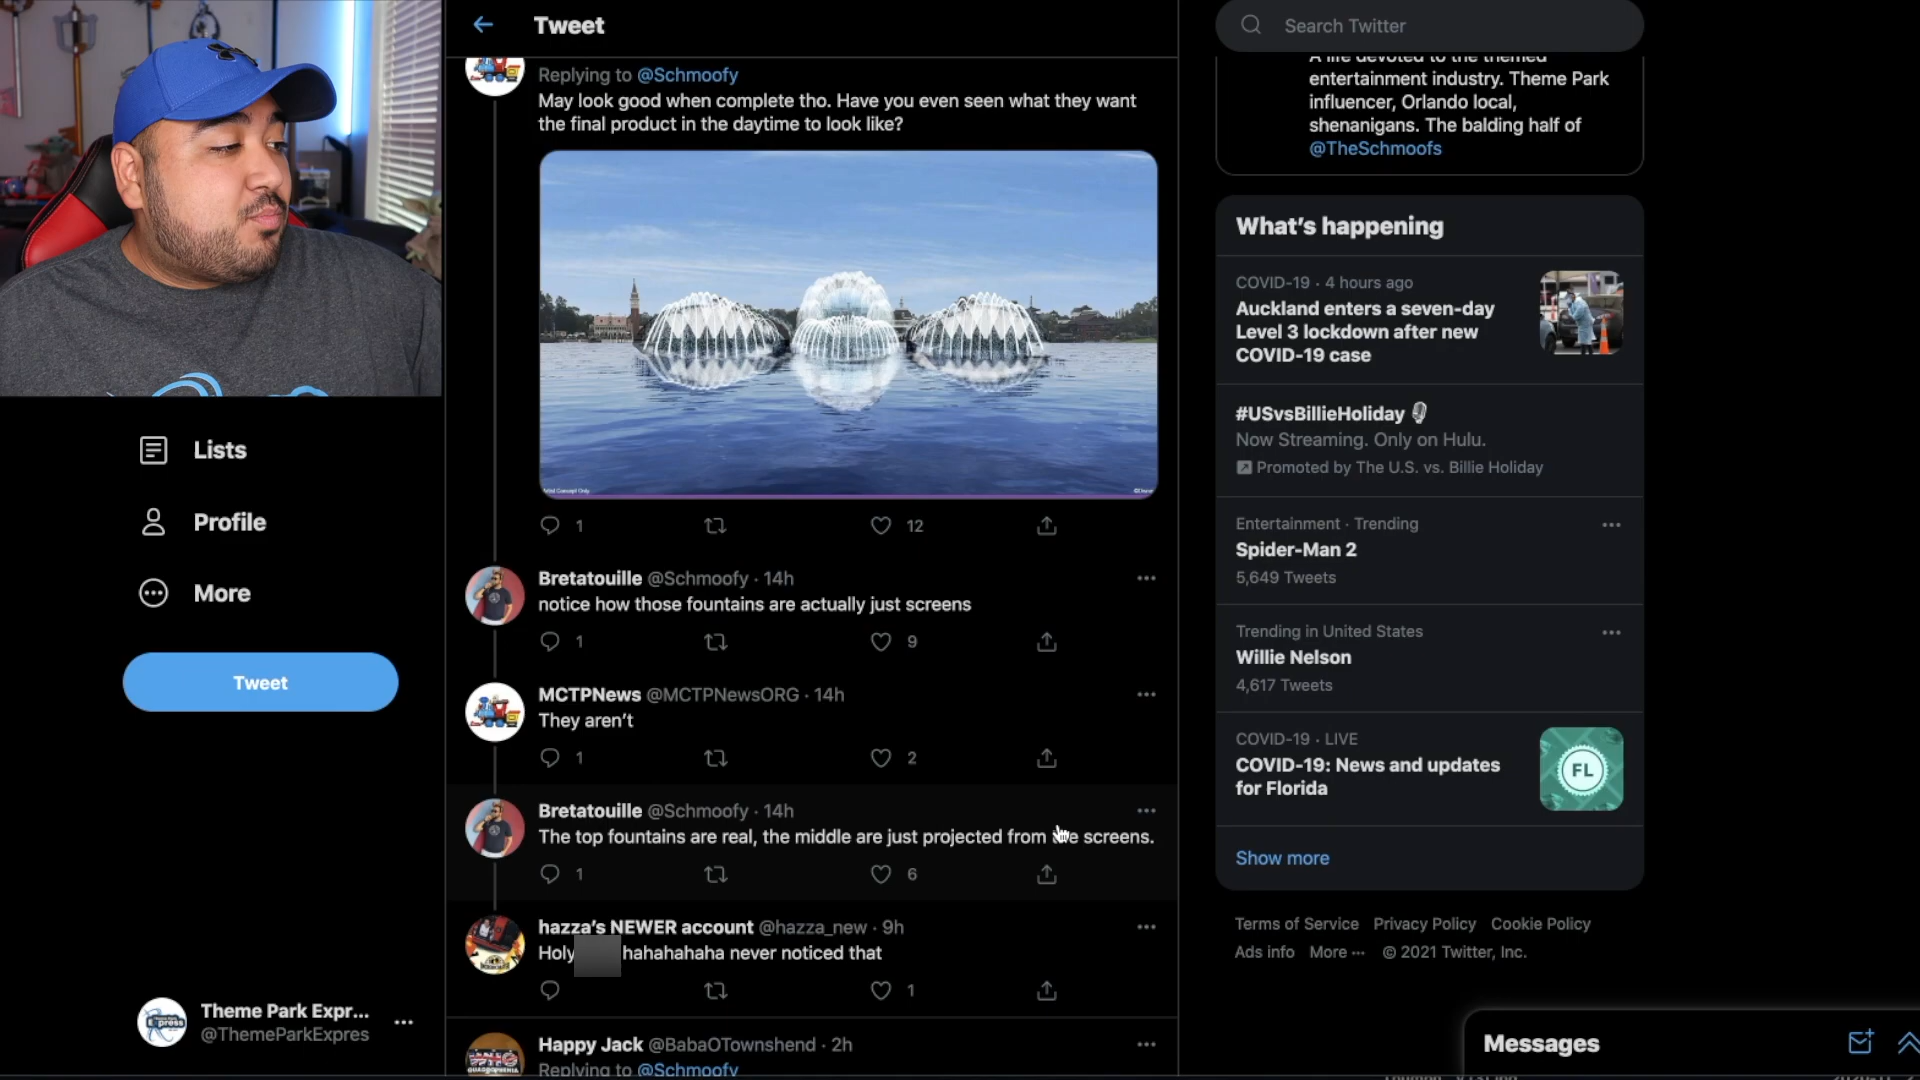 Tweet
Search Twitter
Replying to @Schmoofy
May look good when complete tho. Have you even seen what they want
the final product in the daytime to look like?
Artist Concept Only
©Disney
1
12
Bretatouille @Schmoofy · 14h
notice how those fountains are actually just screens
1
9
MCTPNews @MCTPNewsORG · 14h
They aren't
1
2
Bretatouille @Schmoofy · 14h
The top fountains are real, the middle are just projected from the screens.
1
6
hazza's NEWER account @hazza_new · 9h
Holy hahahahaha never noticed that
1
Happy Jack @BabaOTownshend · 2h
Replying to @Schmoofy
Lists
Profile
More
Tweet
Theme Park Expr...
@ThemeParkExpres
A life devoted to the themed
entertainment industry. Theme Park
influencer, Orlando local,
shenanigans. The balding half of
@TheSchmoofs
What's happening
COVID-19 · 4 hours ago
Auckland enters a seven-day
Level 3 lockdown after new
COVID-19 case
#USvsBillieHoliday
Now Streaming. Only on Hulu.
Promoted by The U.S. vs. Billie Holiday
Entertainment · Trending
Spider-Man 2
5,649 Tweets
Trending in United States
Willie Nelson
4,617 Tweets
COVID-19 · LIVE
COVID-19: News and updates
for Florida
FL
Show more
Terms of Service Privacy Policy Cookie Policy
Ads info More ··· © 2021 Twitter, Inc.
Messages